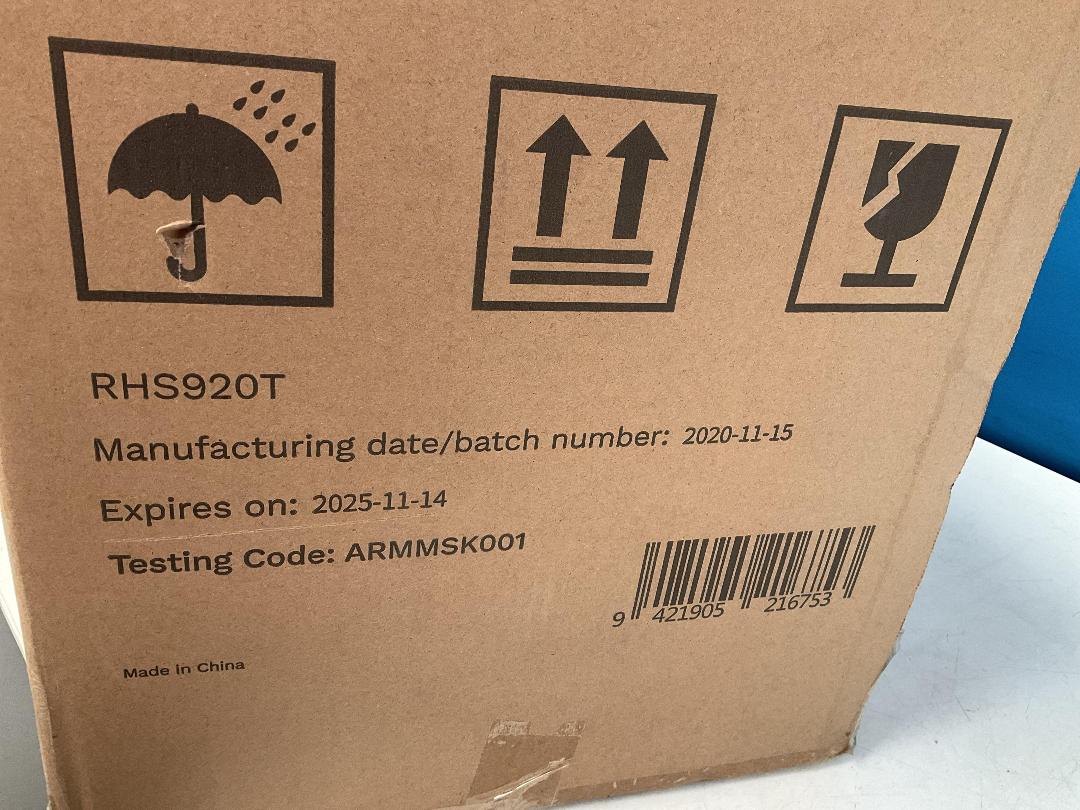 RHS920T
Manufacturing date/batch number: 2020-11-15
Expires on: 2025-11-14
Testing Code: ARMMSK001
9 421905 216753
Made in China